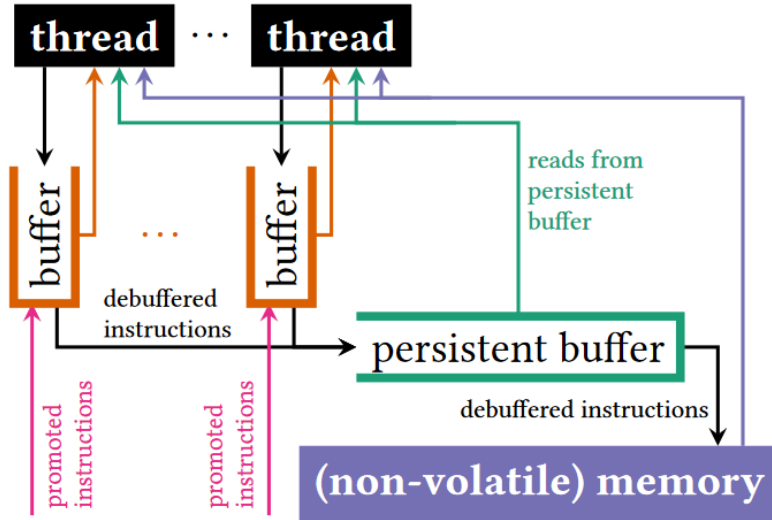 thread ··· thread
buffer
···
buffer
reads from
persistent
buffer
debuffered
instructions
persistent buffer
debuffered instructions
promoted
instructions
promoted
instructions
(non-volatile) memory